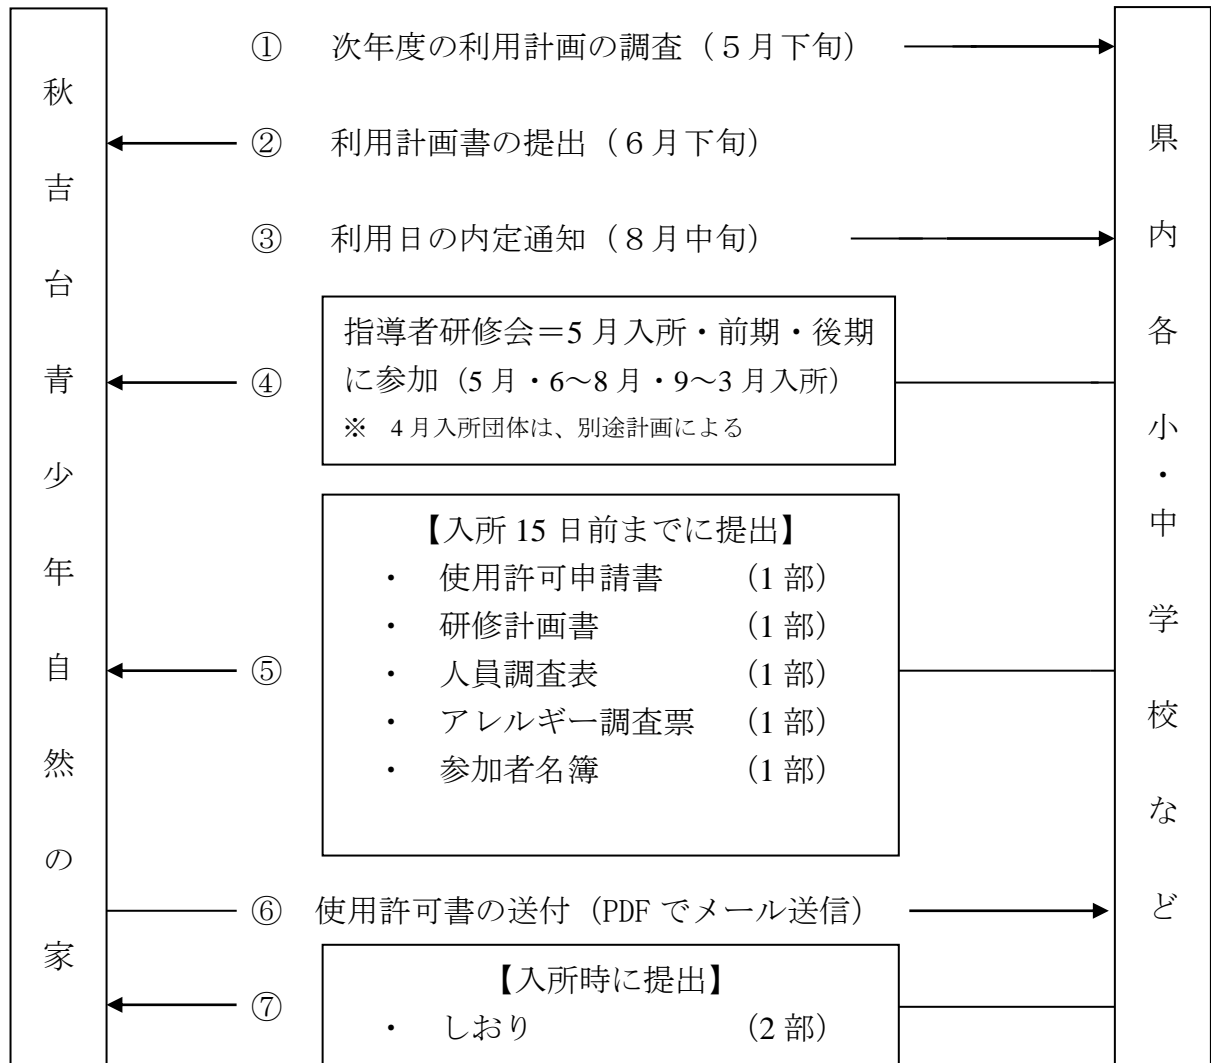 秋吉台青少年自然の家
① 次年度の利用計画の調査（５月下旬）
② 利用計画書の提出（６月下旬）
③ 利用日の内定通知（８月中旬）
④
指導者研修会＝5 月入所・前期・後期
に参加（5 月・6～8 月・9～3 月入所）
※ 4 月入所団体は、別途計画による
⑤
【入所 15 日前までに提出】
・ 使用許可申請書 （1 部）
・ 研修計画書 （1 部）
・ 人員調査表 （1 部）
・ アレルギー調査票 （1 部）
・ 参加者名簿 （1 部）
⑥ 使用許可書の送付（PDF でメール送信）
⑦
【入所時に提出】
・ しおり （2 部）
県内各小・中学校など